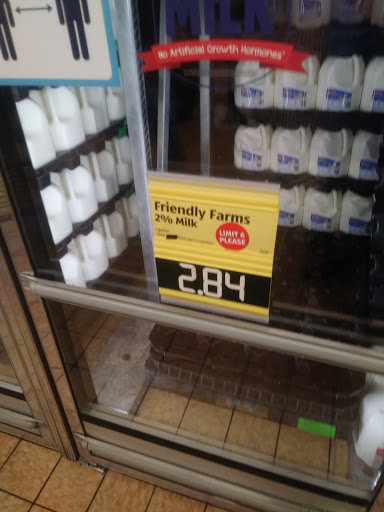 MILK
No Artificial Growth Hormones*
Friendly Farms
2% Milk
LIMIT 6
PLEASE
2.84